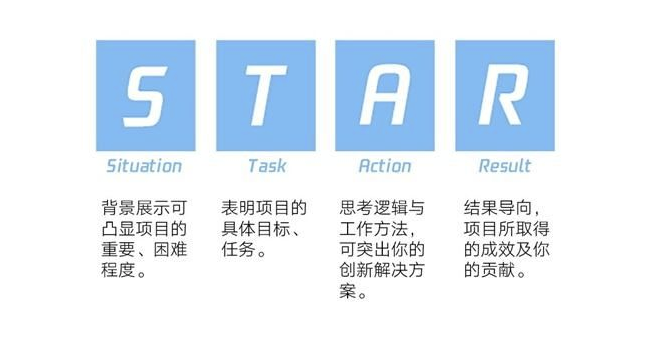 S T A R
Situation Task Action Result
背景展示可
凸显项目的
重要、困难
程度。
表明项目的
具体目标、
任务。
思考逻辑与
工作方法，
可突出你的
创新解决方
案。
结果导向，
项目所取得
的成效及你
的贡献。